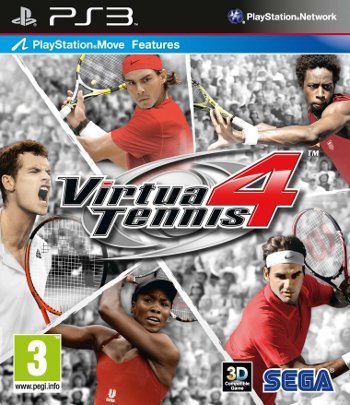 PS3
PlayStation®Network
PlayStation®Move Features
Virtua
Tennis 4
TM
3
www.pegi.info
3D
Compatible
Game
SEGA